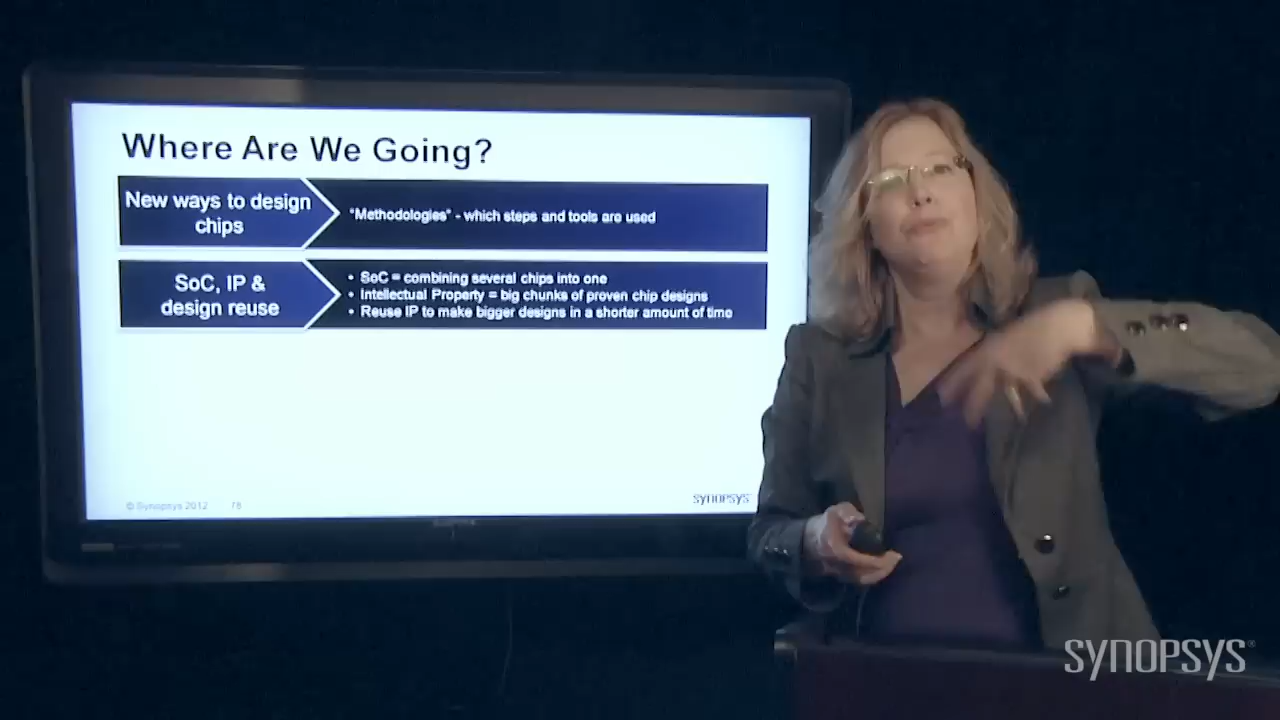 Where Are We Going?
New ways to design
chips
"Methodologies" - which steps and tools are used
SoC, IP &
design reuse
• SoC = combining several chips into one
• Intellectual Property = big chunks of proven chip designs
• Reuse IP to make bigger designs in a shorter amount of time
© Synopsys 2012 78
SYNOPSYS
SYNOPSYS®